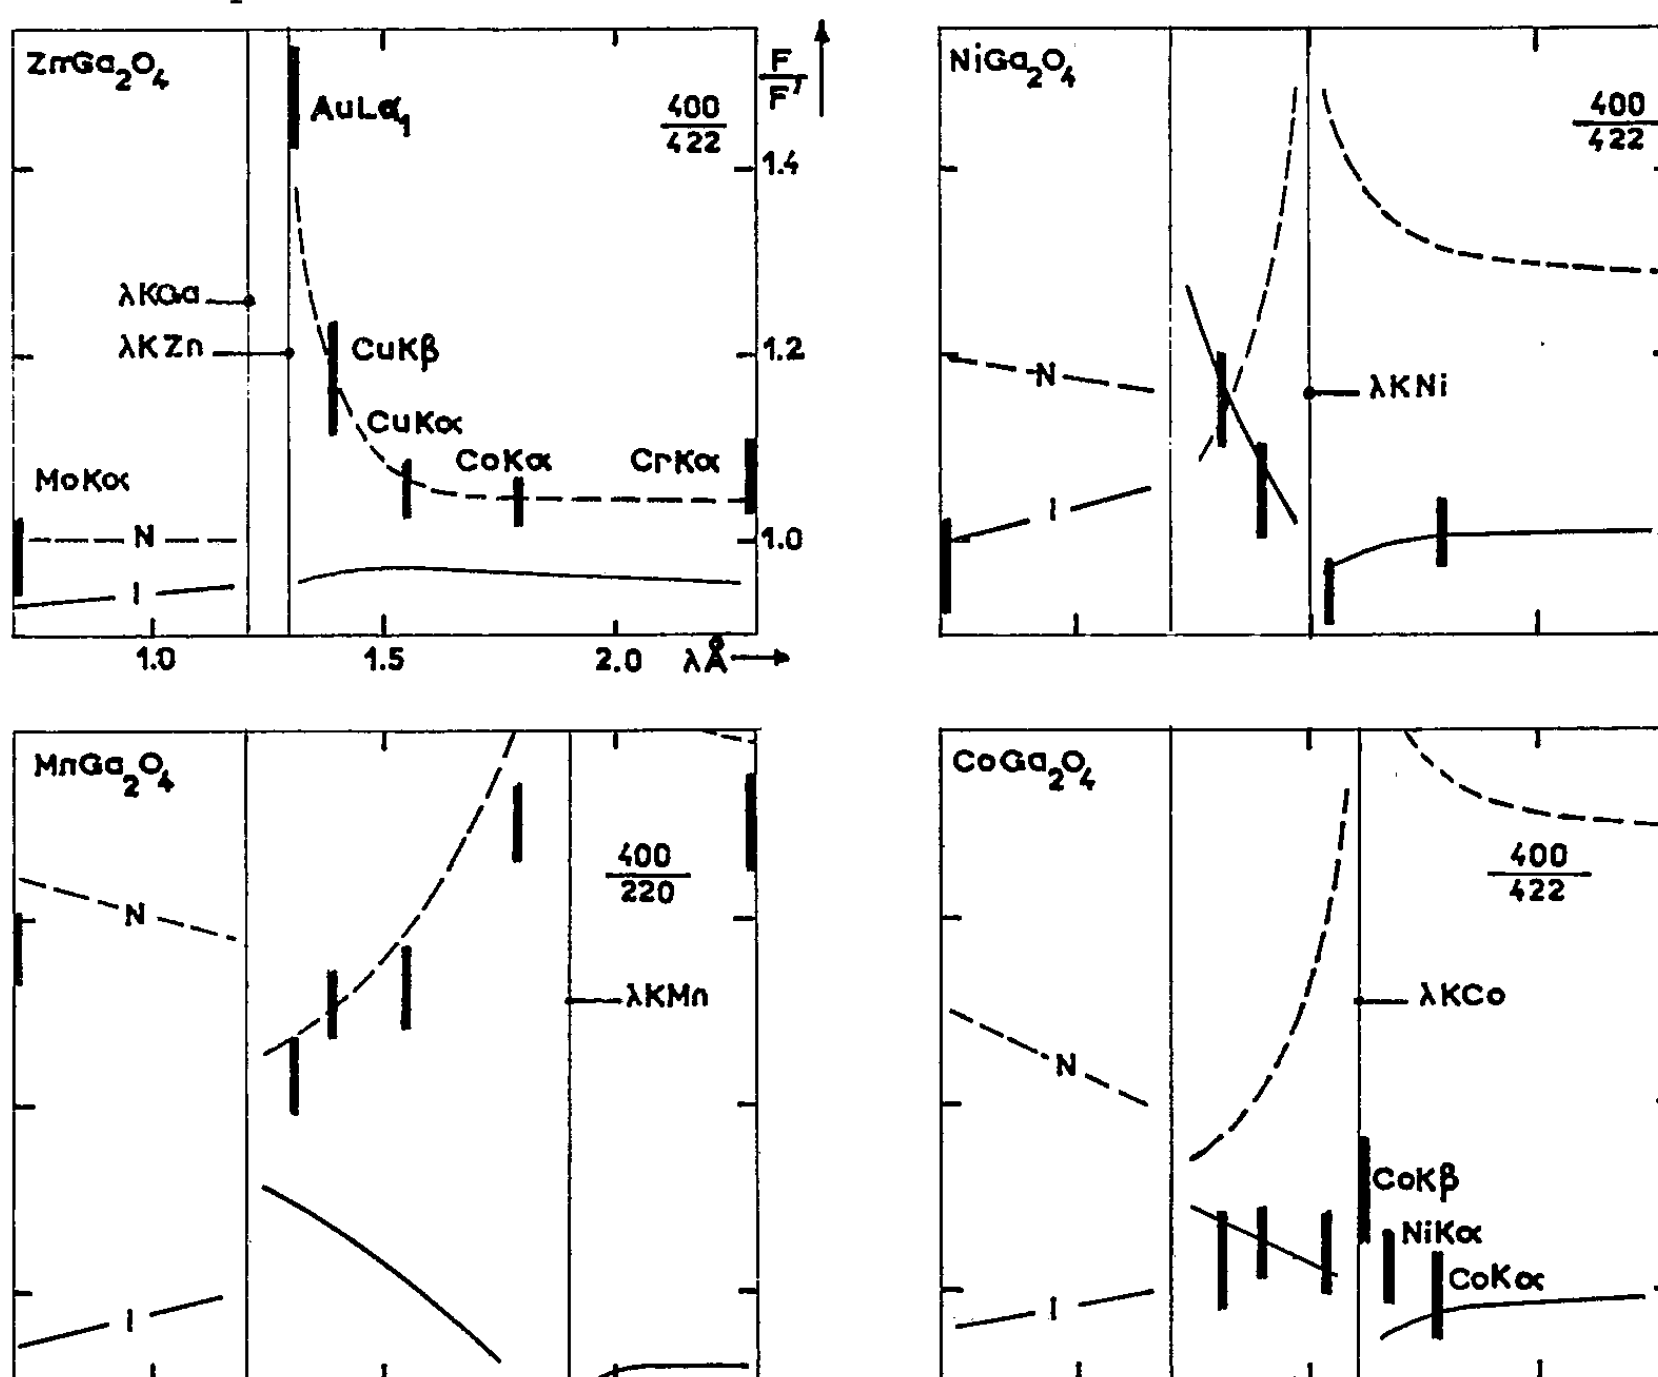 ZnGa2O4
F/F'
AuLα1
400/422
1.4
λKGa
λKZn
CuKβ
1.2
CuKα
CoKα
CrKα
MoKα
N
1.0
I
1.0
1.5
2.0
λÅ
NiGa2O4
400/422
N
λKNi
I
MnGa2O4
400/220
N
λKMn
I
CoGa2O4
400/422
λKCo
N
CoKβ
NiKα
CoKα
I